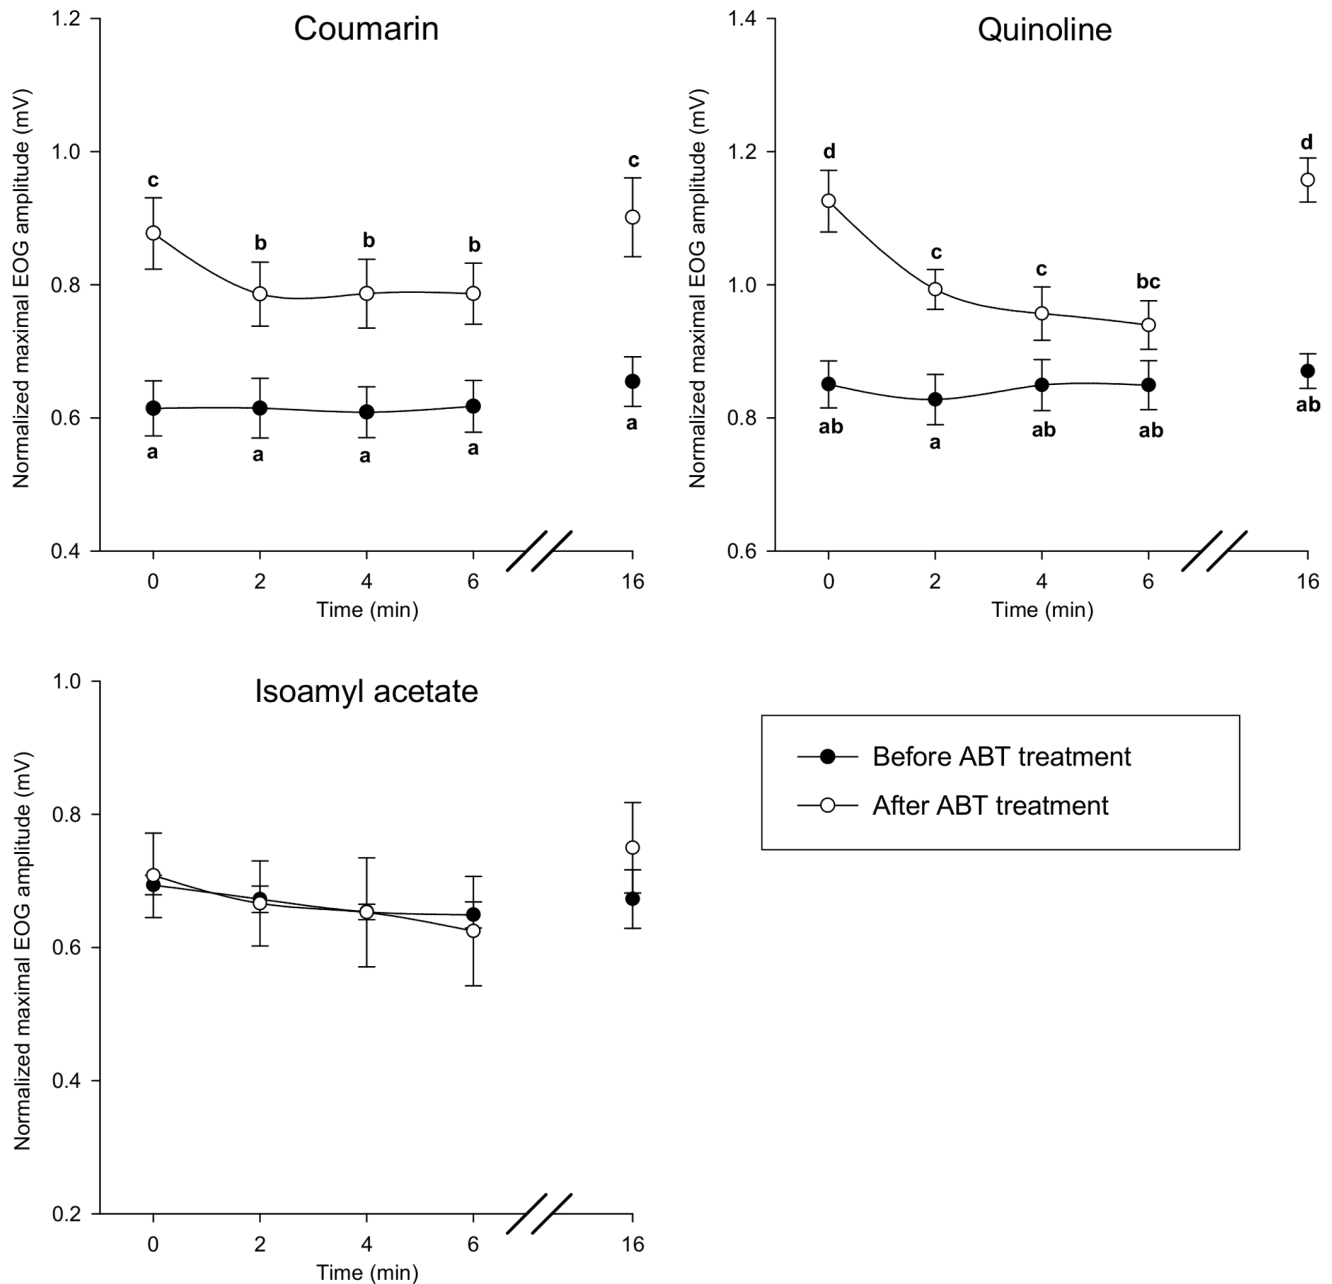 Coumarin
Normalized maximal EOG amplitude (mV)
1.2
1.0
0.8
0.6
0.4
c
b
b
b
c
a
a
a
a
a
0
2
4
6
16
Time (min)
Quinoline
Normalized maximal EOG amplitude (mV)
1.4
1.2
1.0
0.8
0.6
d
c
c
bc
d
ab
a
ab
ab
ab
0
2
4
6
16
Time (min)
Isoamyl acetate
Normalized maximal EOG amplitude (mV)
1.0
0.8
0.6
0.4
0.2
0
2
4
6
16
Time (min)
Before ABT treatment
After ABT treatment